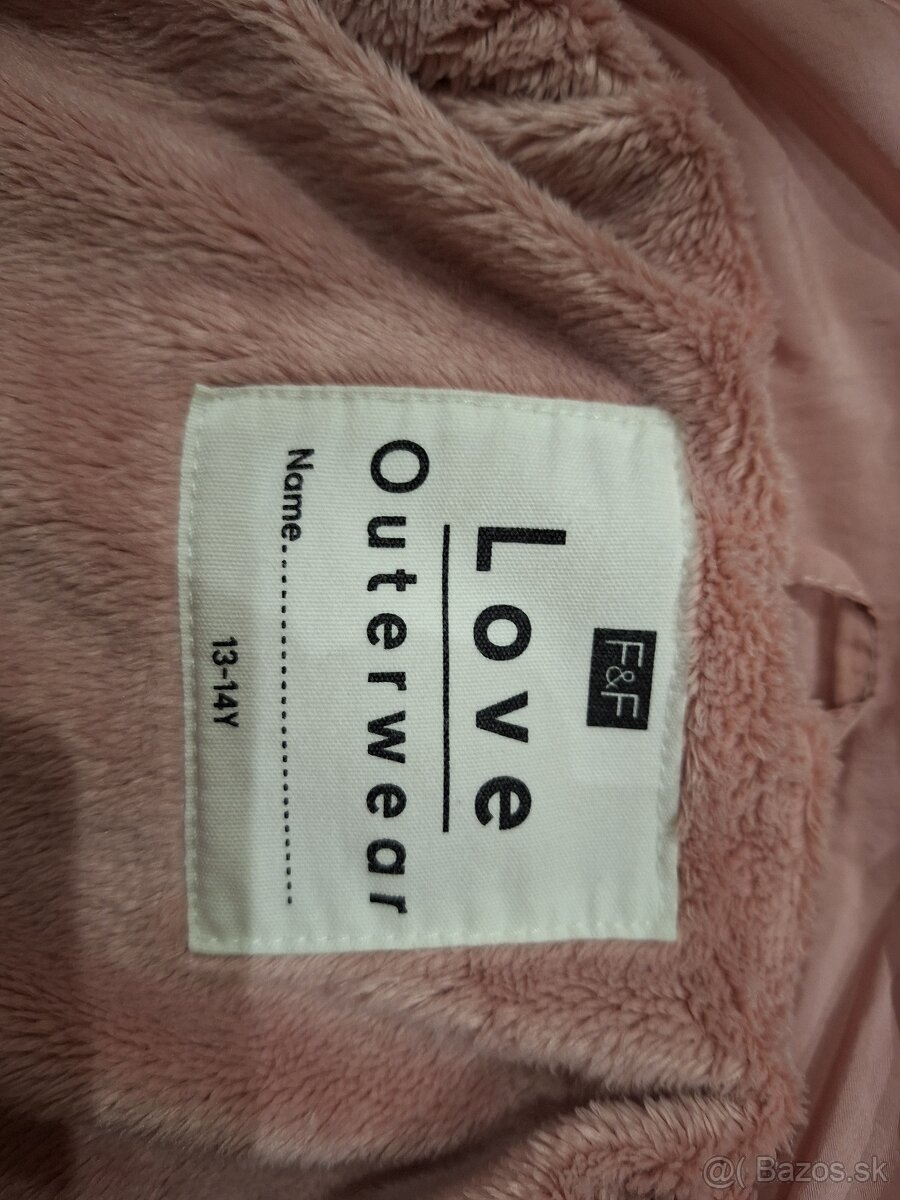 F&F
Love
Outerwear
Name..............................
13-14Y
@( Bazos.sk